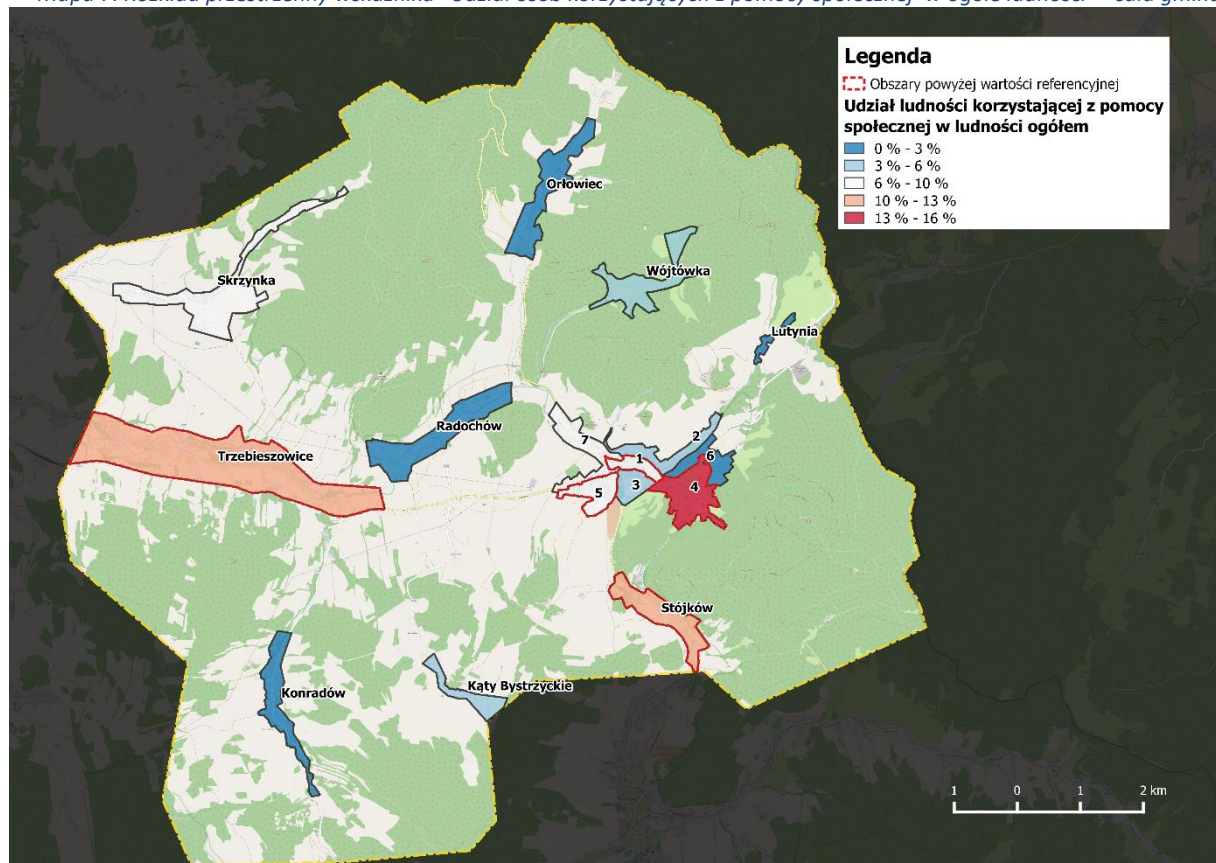 Legenda
Obszary powyżej wartości referencyjnej
Udział ludności korzystającej z pomocy
społecznej w ludności ogółem
0 % - 3 %
3 % - 6 %
6 % - 10 %
10 % - 13 %
13 % - 16 %
Orłowiec
Wójtówka
Skrzynka
Lutynia
Radochów
Trzebieszowice
7
2
1
6
3
4
5
Stójków
Kąty Bystrzyckie
Konradów
1 0 1 2 km